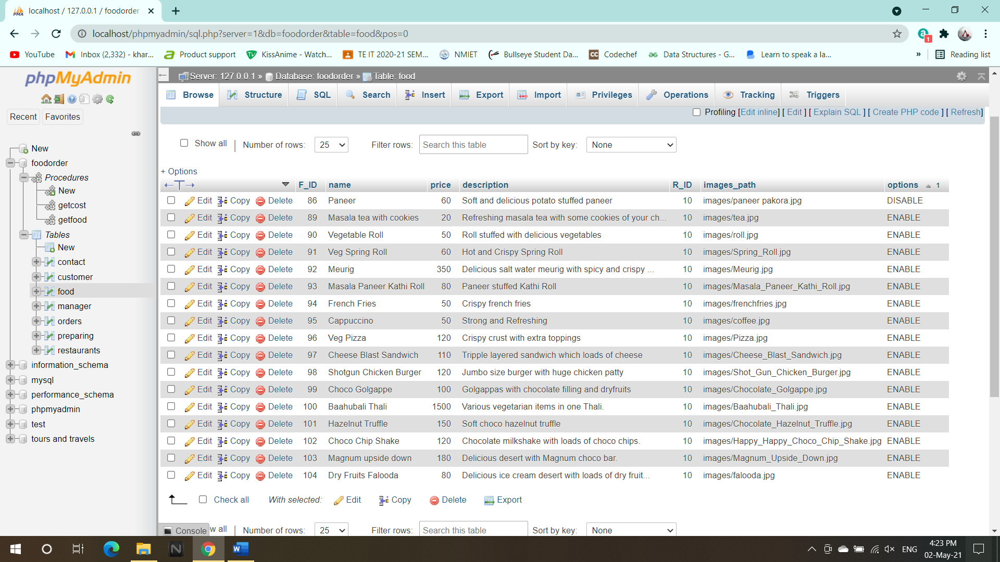 localhost / 127.0.0.1 / foodorder
localhost/phpmyadmin/sql.php?server=1&db=foodorder&table=food&pos=0
1
YouTube Inbox (2,332) - khar... Product support KissAnime - Watch... TE IT 2020-21 SEM... NMIET Bullseye Student Da... CC Codechef Data Structures - G... Learn to speak a la... » Reading list
phpMyAdmin
Recent Favorites
New
foodorder
Procedures
New
getcost
getfood
Tables
New
contact
customer
food
manager
orders
preparing
restaurants
information_schema
mysql
performance_schema
phpmyadmin
test
tours and travels
Server: 127.0.0.1 » Database: foodorder » Table: food
Browse Structure SQL Search Insert Export Import Privileges Operations Tracking Triggers
Profiling [Edit inline] [ Edit ] [ Explain SQL ] [ Create PHP code ] [ Refresh]
Show all | Number of rows: 25 Filter rows: Search this table Sort by key: None
+ Options
←T→ F_ID name price description R_ID images_path options 1
Edit Copy Delete 86 Paneer 60 Soft and delicious potato stuffed paneer 10 images/paneer pakora.jpg DISABLE
Edit Copy Delete 89 Masala tea with cookies 20 Refreshing masala tea with some cookies of your ch... 10 images/tea.jpg ENABLE
Edit Copy Delete 90 Vegetable Roll 50 Roll stuffed with delicious vegetables 10 images/roll.jpg ENABLE
Edit Copy Delete 91 Veg Spring Roll 60 Hot and Crispy Spring Roll 10 images/Spring_Roll.jpg ENABLE
Edit Copy Delete 92 Meurig 350 Delicious salt water meurig with spicy and crispy ... 10 images/Meurig.jpg ENABLE
Edit Copy Delete 93 Masala Paneer Kathi Roll 80 Paneer stuffed Kathi Roll 10 images/Masala_Paneer_Kathi_Roll.jpg ENABLE
Edit Copy Delete 94 French Fries 50 Crispy french fries 10 images/frenchfries.jpg ENABLE
Edit Copy Delete 95 Cappuccino 50 Strong and Refreshing 10 images/coffee.jpg ENABLE
Edit Copy Delete 96 Veg Pizza 120 Crispy crust with extra toppings 10 images/Pizza.jpg ENABLE
Edit Copy Delete 97 Cheese Blast Sandwich 110 Tripple layered sandwich which loads of cheese 10 images/Cheese_Blast_Sandwich.jpg ENABLE
Edit Copy Delete 98 Shotgun Chicken Burger 120 Jumbo size burger with huge chicken patty 10 images/Shot_Gun_Chicken_Burger.jpg ENABLE
Edit Copy Delete 99 Choco Golgappe 100 Golgappas with chocolate filling and dryfruits 10 images/Chocolate_Golgappe.jpg ENABLE
Edit Copy Delete 100 Baahubali Thali 1500 Various vegetarian items in one Thali. 10 images/Baahubali_Thali.jpg ENABLE
Edit Copy Delete 101 Hazelnut Truffle 150 Soft choco hazelnut truffle 10 images/Chocolate_Hazelnut_Truffle.jpg ENABLE
Edit Copy Delete 102 Choco Chip Shake 120 Chocolate milkshake with loads of choco chips. 10 images/Happy_Happy_Choco_Chip_Shake.jpg ENABLE
Edit Copy Delete 103 Magnum upside down 180 Delicious desert with Magnum choco bar. 10 images/Magnum_Upside_Down.jpg ENABLE
Edit Copy Delete 104 Dry Fruits Falooda 80 Delicious ice cream desert with loads of dry fruit... 10 images/falooda.jpg ENABLE
Check all With selected: Edit Copy Delete Export
Console w all | Number of rows: 25 Filter rows: Search this table Sort by key: None
ENG 4:23 PM
02-May-21